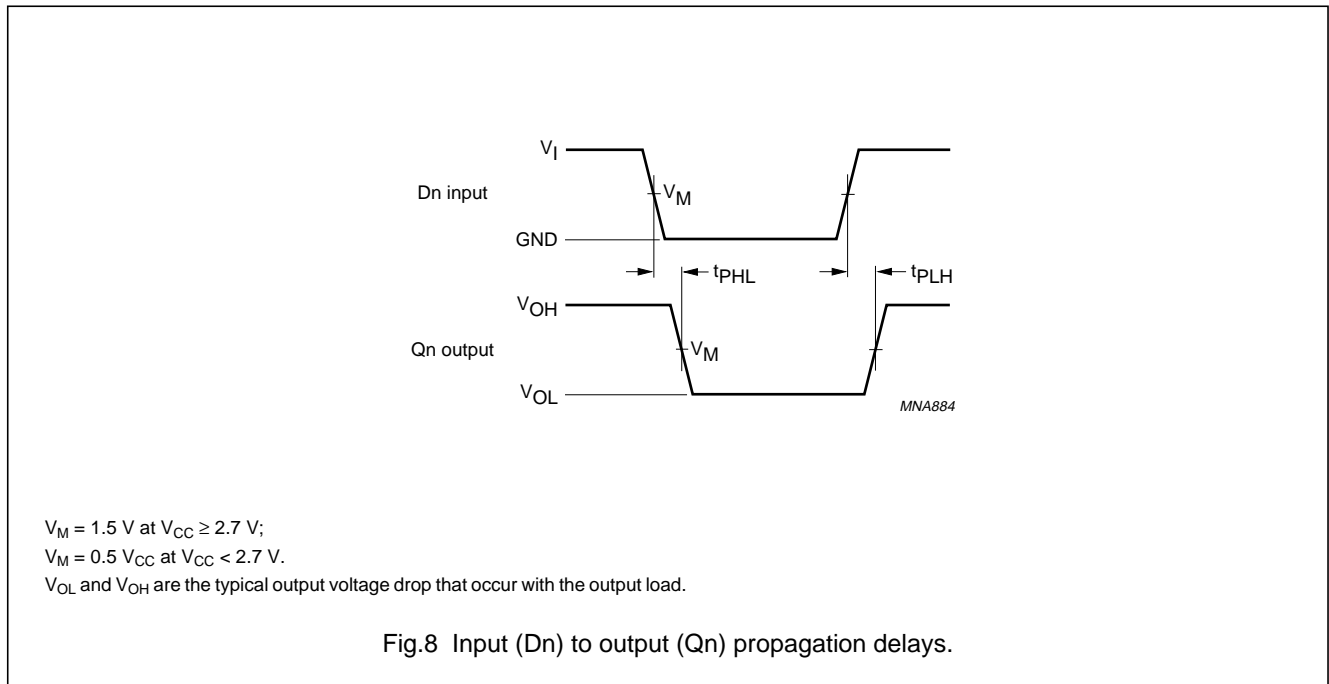 VI
Dn input
VM
GND
tPHL
tPLH
VOH
Qn output
VM
VOL
MNA884
VM = 1.5 V at VCC ≥ 2.7 V;
VM = 0.5 VCC at VCC < 2.7 V.
VOL and VOH are the typical output voltage drop that occur with the output load.
Fig.8 Input (Dn) to output (Qn) propagation delays.